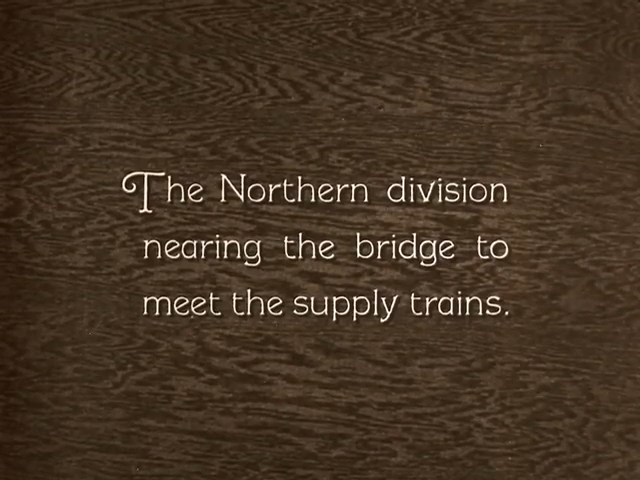 The Northern division
nearing the bridge to
meet the supply trains.